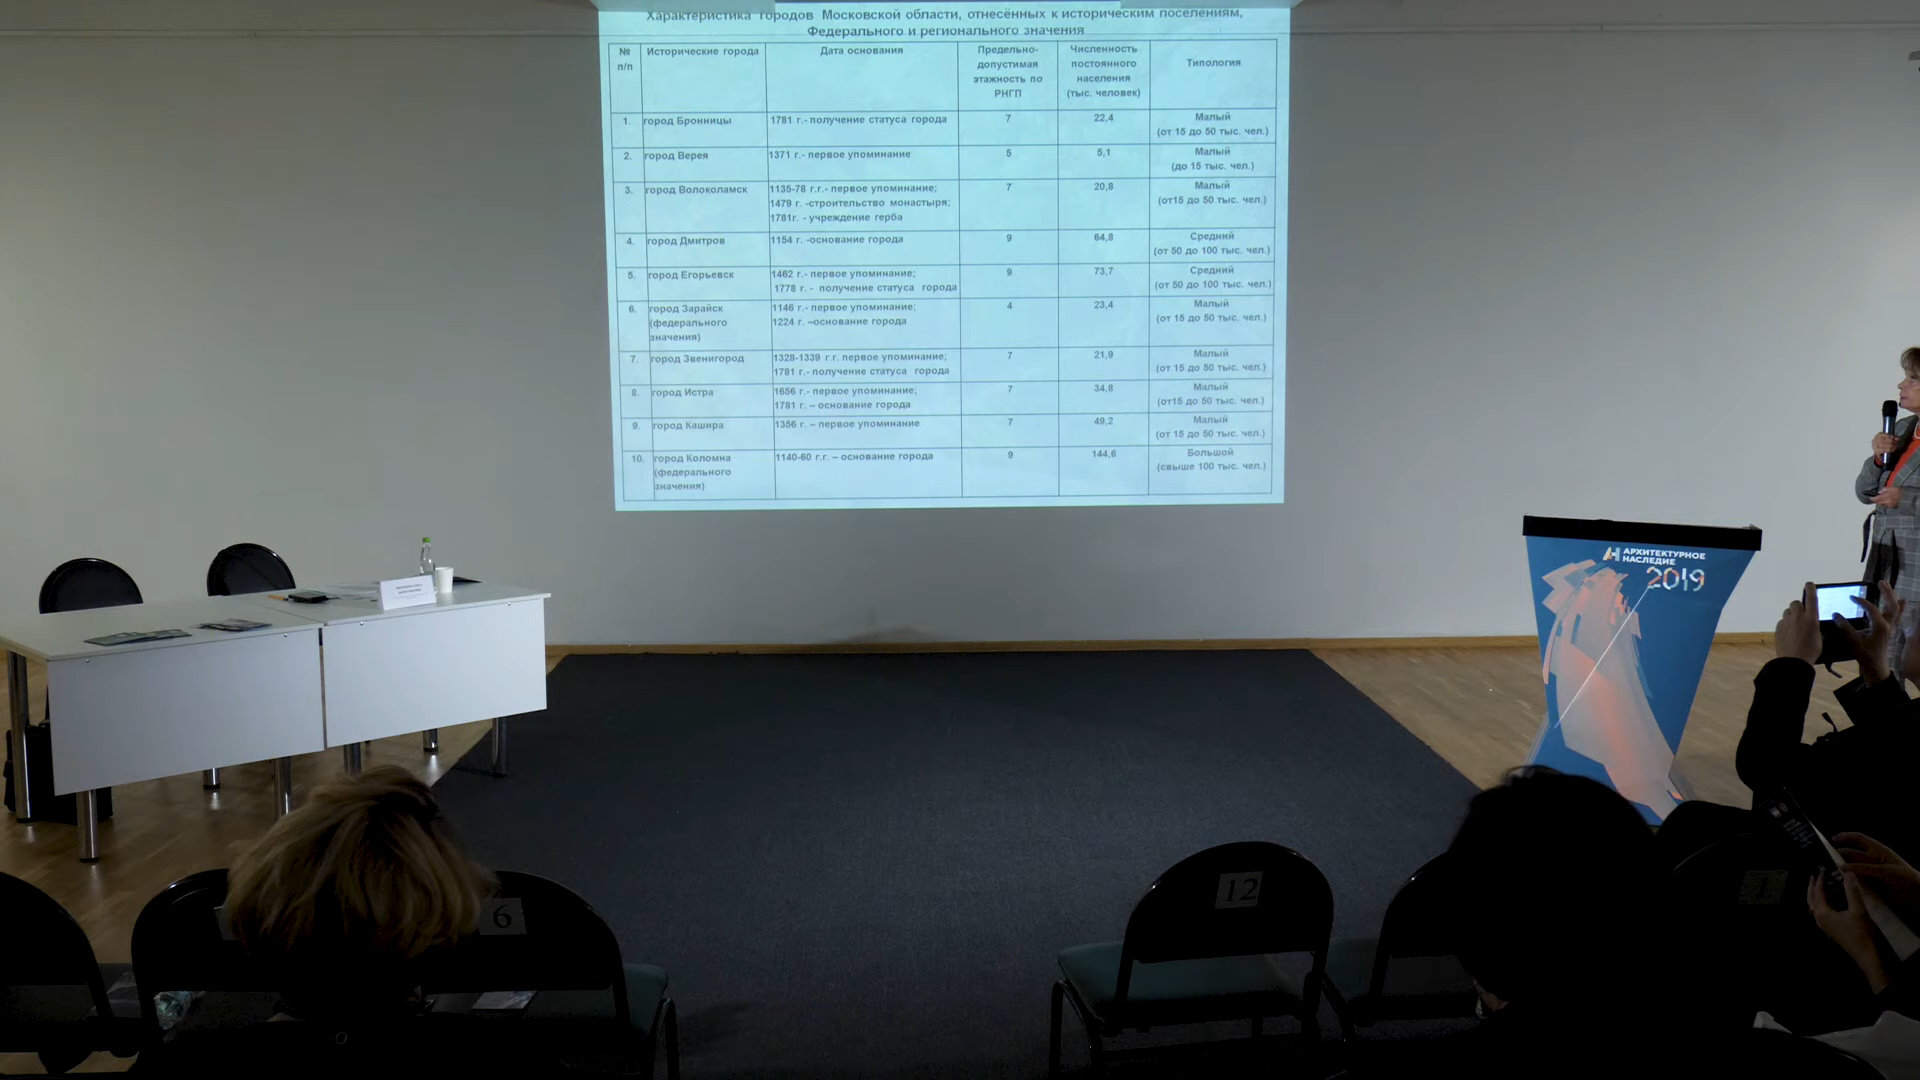 Характеристика городов Московской области, отнесённых к историческим поселениям,
Федерального и регионального значения
№ п/п
Исторические города
Дата основания
Предельно-
допустимая
этажность по
РНГП
Численность
постоянного
населения
(тыс. человек)
Типология
1. город Бронницы 1781 г.- получение статуса города 7 22,4 Малый
(от 15 до 50 тыс. чел.)
2. город Верея 1371 г.- первое упоминание 5 5,1 Малый
(до 15 тыс. чел.)
3. город Волоколамск 1135-78 г.г.- первое упоминание; 7 20,8 Малый
1479 г. -строительство монастыря; (от15 до 50 тыс. чел.)
1781г. - учреждение герба
4. город Дмитров 1154 г. -основание города 9 64,8 Средний
(от 50 до 100 тыс. чел.)
5. город Егорьевск 1462 г.- первое упоминание; 9 73,7 Средний
1778 г. - получение статуса города (от 50 до 100 тыс. чел.)
6. город Зарайск 1146 г.- первое упоминание; 4 23,4 Малый
(федерального 1224 г. –основание города (от 15 до 50 тыс. чел.)
значения)
7. город Звенигород 1328-1339 г.г. первое упоминание; 7 21,9 Малый
1781 г.- получение статуса города (от 15 до 50 тыс. чел.)
8. город Истра 1656 г.- первое упоминание; 7 34,8 Малый
1781 г. – основание города (от15 до 50 тыс. чел.)
9. город Кашира 1356 г. – первое упоминание 7 49,2 Малый
(от 15 до 50 тыс. чел.)
10. город Коломна 1140-60 г.г. – основание города 9 144,6 Большой
(федерального (свыше 100 тыс. чел.)
значения)
АН АРХИТЕКТУРНОЕ
НАСЛЕДИЕ
2019
6
12